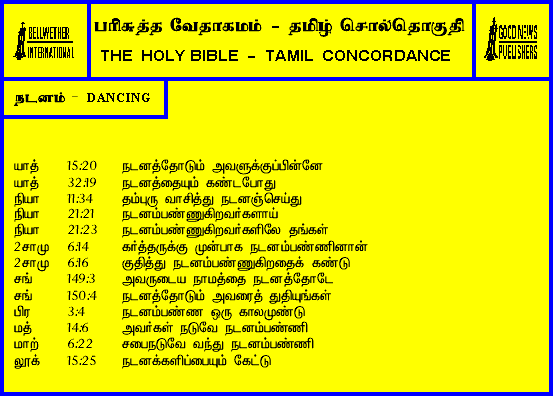 BELLWETHER
INTERNATIONAL
பரிசுத்த வேதாகமம் - தமிழ் சொல்தொகுதி
THE HOLY BIBLE - TAMIL CONCORDANCE
GOOD NEWS
PUBLISHERS
நடனம் - DANCING
யாத் 15:20 நடனத்தோடும் அவளுக்குப்பின்னே
யாத் 32:19 நடனத்தையும் கண்டபோது
நியா 11:34 தம்புரு வாசித்து நடனஞ்செய்து
நியா 21:21 நடனம்பண்ணுகிறவர்களாய்
நியா 21:23 நடனம்பண்ணுகிறவர்களிலே தங்கள்
2சாமு 6:14 கர்த்தருக்கு முன்பாக நடனம்பண்ணினான்
2சாமு 6:16 குதித்து நடனம்பண்ணுகிறதைக் கண்டு
சங் 149:3 அவருடைய நாமத்தை நடனத்தோடே
சங் 150:4 நடனத்தோடும் அவரைத் துதியுங்கள்
பிர 3:4 நடனம்பண்ண ஒரு காலமுண்டு
மத் 14:6 அவர்கள் நடுவே நடனம்பண்ணி
மாற் 6:22 சபைநடுவே வந்து நடனம்பண்ணி
லூக் 15:25 நடனக்களிப்பையும் கேட்டு